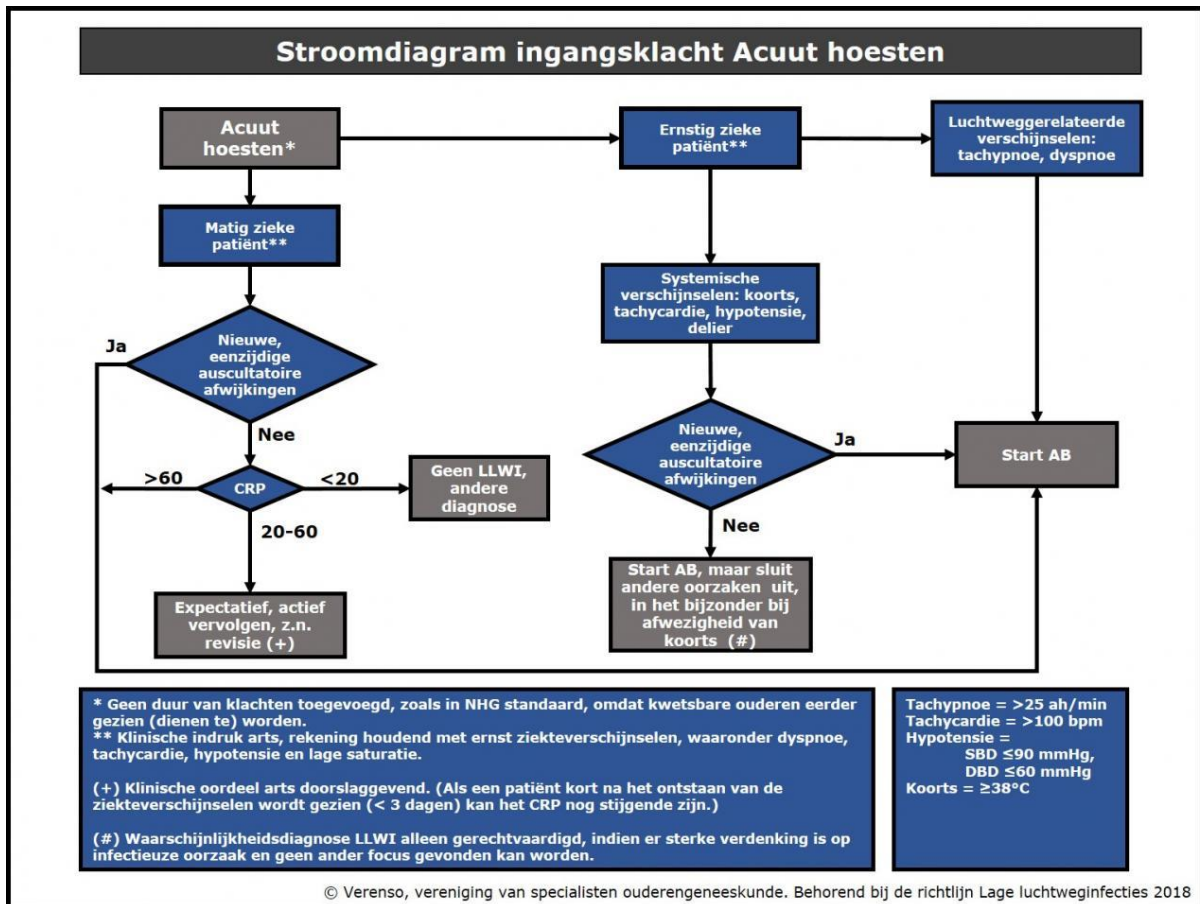 Stroomdiagram ingangsklacht Acuut hoesten
Acuut
hoesten*
Ernstig zieke
patiënt**
Luchtweggerelateerde
verschijnselen:
tachypnoe, dyspnoe
Matig zieke
patiënt**
Systemische
verschijnselen: koorts,
tachycardie, hypotensie,
delier
Ja
Nieuwe,
eenzijdige
auscultatoire
afwijkingen
Nee
Nieuwe,
eenzijdige
auscultatoire
afwijkingen
Ja
Start AB
>60
CRP
<20
Geen LLWI,
andere
diagnose
20-60
Nee
Expectatief, actief
vervolgen, z.n.
revisie (+)
Start AB, maar sluit
andere oorzaken uit,
in het bijzonder bij
afwezigheid van
koorts (#)
* Geen duur van klachten toegevoegd, zoals in NHG standaard, omdat kwetsbare ouderen eerder
gezien (dienen te) worden.
** Klinische indruk arts, rekening houdend met ernst ziekteverschijnselen, waaronder dyspnoe,
tachycardie, hypotensie en lage saturatie.
(+) Klinische oordeel arts doorslaggevend. (Als een patiënt kort na het ontstaan van de
ziekteverschijnselen wordt gezien (< 3 dagen) kan het CRP nog stijgende zijn.)
(#) Waarschijnlijkheidsdiagnose LLWI alleen gerechtvaardigd, indien er sterke verdenking is op
infectieuze oorzaak en geen ander focus gevonden kan worden.
Tachypnoe = >25 ah/min
Tachycardie = >100 bpm
Hypotensie =
SBD ≤90 mmHg,
DBD ≤60 mmHg
Koorts = ≥38°C
© Verenso, vereniging van specialisten ouderengeneeskunde. Behorend bij de richtlijn Lage luchtweginfecties 2018